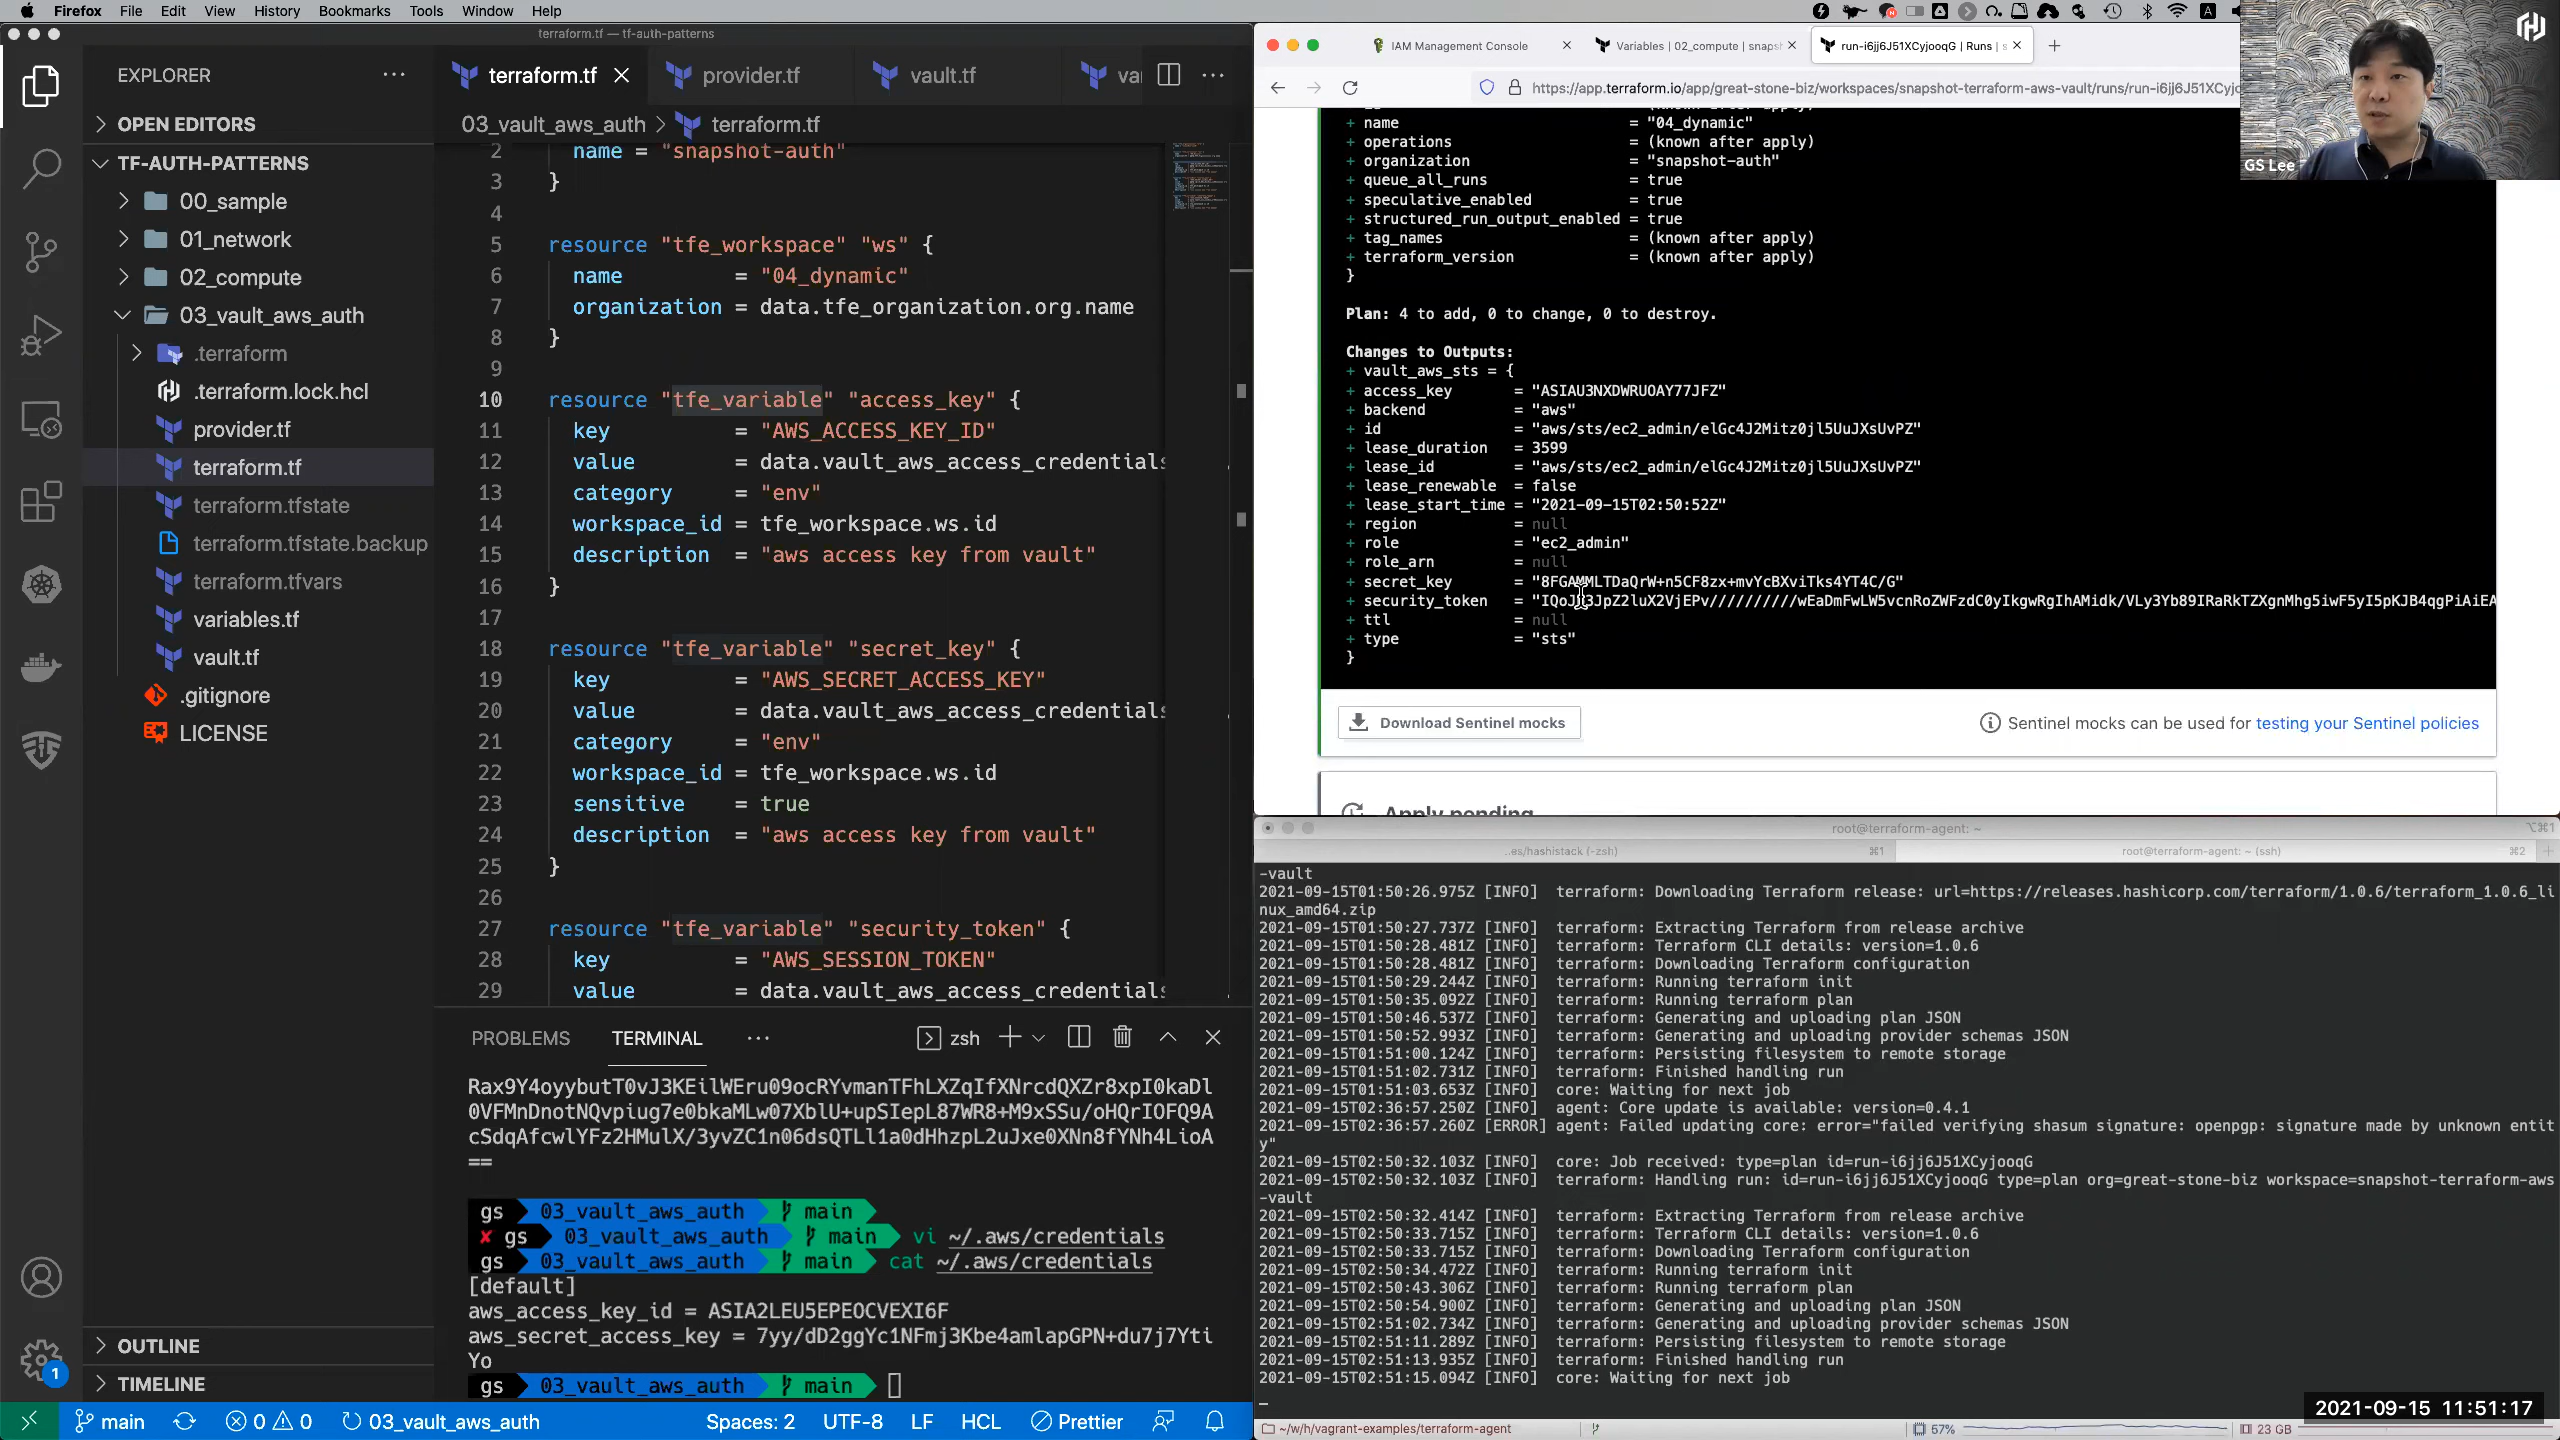 Firefox File Edit View History Bookmarks Tools Window Help
terraform.tf — tf-auth-patterns
EXPLORER
OPEN EDITORS
TF-AUTH-PATTERNS
00_sample
01_network
02_compute
03_vault_aws_auth
.terraform
.terraform.lock.hcl
provider.tf
terraform.tf
terraform.tfstate
terraform.tfstate.backup
terraform.tfvars
variables.tf
vault.tf
.gitignore
LICENSE
OUTLINE
TIMELINE
1
terraform.tf provider.tf vault.tf va
03_vault_aws_auth > terraform.tf
2 name = "snapshot-auth"
3 }
4
5 resource "tfe_workspace" "ws" {
6 name = "04_dynamic"
7 organization = data.tfe_organization.org.name
8 }
9
10 resource "tfe_variable" "access_key" {
11 key = "AWS_ACCESS_KEY_ID"
12 value = data.vault_aws_access_credentials
13 category = "env"
14 workspace_id = tfe_workspace.ws.id
15 description = "aws access key from vault"
16 }
17
18 resource "tfe_variable" "secret_key" {
19 key = "AWS_SECRET_ACCESS_KEY"
20 value = data.vault_aws_access_credentials
21 category = "env"
22 workspace_id = tfe_workspace.ws.id
23 sensitive = true
24 description = "aws access key from vault"
25 }
26
27 resource "tfe_variable" "security_token" {
28 key = "AWS_SESSION_TOKEN"
29 value = data.vault_aws_access_credentials
PROBLEMS TERMINAL ... zsh
Rax9Y4oyybutT0vJ3KEilWEru09ocRYvmanTFhLXZqIfXNrcdQXZr8xpI0kaDl
0VFMnDnotNQvpiug7e0bkaMLw07XblU+upSIepL87WR8+M9xSSu/oHQrIOFQ9A
cSdqAfcwlYFz2HMulX/3yvZC1n06dsQTLl1a0dHhzpL2uJxe0XNn8fYNh4LioA
==
gs 03_vault_aws_auth main
✘ gs 03_vault_aws_auth main vi ~/.aws/credentials
gs 03_vault_aws_auth main cat ~/.aws/credentials
[default]
aws_access_key_id = ASIA2LEU5EPEOCVEXI6F
aws_secret_access_key = 7yy/dD2ggYc1NFmj3Kbe4amlapGPN+du7j7Yti
Yo
gs 03_vault_aws_auth main
main 0 0 03_vault_aws_auth Spaces: 2 UTF-8 LF HCL Prettier
IAM Management Console Variables | 02_compute | snaps run-i6jj6J51XCyjooqG | Runs |
https://app.terraform.io/app/great-stone-biz/workspaces/snapshot-terraform-aws-vault/runs/run-i6jj6J51XCyjo
+ name = "04_dynamic"
+ operations = (known after apply)
+ organization = "snapshot-auth"
+ queue_all_runs = true
+ speculative_enabled = true
+ structured_run_output_enabled = true
+ tag_names = (known after apply)
+ terraform_version = (known after apply)
}
Plan: 4 to add, 0 to change, 0 to destroy.
Changes to Outputs:
+ vault_aws_sts = {
+ access_key = "ASIAU3NXDWRUOAY77JFZ"
+ backend = "aws"
+ id = "aws/sts/ec2_admin/elGc4J2Mitz0jl5UuJXsUvPZ"
+ lease_duration = 3599
+ lease_id = "aws/sts/ec2_admin/elGc4J2Mitz0jl5UuJXsUvPZ"
+ lease_renewable = false
+ lease_start_time = "2021-09-15T02:50:52Z"
+ region = null
+ role = "ec2_admin"
+ role_arn = null
+ secret_key = "8FGAMMLTDaQrW+n5CF8zx+mvYcBXviTks4YT4C/G"
+ security_token =
+ ttl = null
+ type = "sts"
}
Download Sentinel mocks
Sentinel mocks can be used for testing your Sentinel policies
Apply pending
GS Lee
root@terraform-agent: ~ ⌥⌘1
..es/hashistack (-zsh) ⌘1 root@terraform-agent: ~ (ssh) ⌘2
-vault
2021-09-15T01:50:26.975Z [INFO] terraform: Downloading Terraform release: url=https://releases.hashicorp.com/terraform/1.0.6/terraform_1.0.6_li
nux_amd64.zip
2021-09-15T01:50:27.737Z [INFO] terraform: Extracting Terraform from release archive
2021-09-15T01:50:28.481Z [INFO] terraform: Terraform CLI details: version=1.0.6
2021-09-15T01:50:28.481Z [INFO] terraform: Downloading Terraform configuration
2021-09-15T01:50:29.244Z [INFO] terraform: Running terraform init
2021-09-15T01:50:35.092Z [INFO] terraform: Running terraform plan
2021-09-15T01:50:46.537Z [INFO] terraform: Generating and uploading plan JSON
2021-09-15T01:50:52.993Z [INFO] terraform: Generating and uploading provider schemas JSON
2021-09-15T01:51:00.124Z [INFO] terraform: Persisting filesystem to remote storage
2021-09-15T01:51:02.731Z [INFO] terraform: Finished handling run
2021-09-15T01:51:03.653Z [INFO] core: Waiting for next job
2021-09-15T02:36:57.250Z [INFO] agent: Core update is available: version=0.4.1
2021-09-15T02:36:57.260Z [ERROR] agent: Failed updating core: error="failed verifying shasum signature: openpgp: signature made by unknown entit
y"
2021-09-15T02:50:32.103Z [INFO] core: Job received: type=plan id=run-i6jj6J51XCyjooqG
2021-09-15T02:50:32.103Z [INFO] terraform: Handling run: id=run-i6jj6J51XCyjooqG type=plan org=great-stone-biz workspace=snapshot-terraform-aws
-vault
2021-09-15T02:50:32.414Z [INFO] terraform: Extracting Terraform from release archive
2021-09-15T02:50:33.715Z [INFO] terraform: Terraform CLI details: version=1.0.6
2021-09-15T02:50:33.715Z [INFO] terraform: Downloading Terraform configuration
2021-09-15T02:50:34.472Z [INFO] terraform: Running terraform init
2021-09-15T02:50:43.306Z [INFO] terraform: Running terraform plan
2021-09-15T02:50:54.900Z [INFO] terraform: Generating and uploading plan JSON
2021-09-15T02:51:02.734Z [INFO] terraform: Generating and uploading provider schemas JSON
2021-09-15T02:51:11.289Z [INFO] terraform: Persisting filesystem to remote storage
2021-09-15T02:51:13.935Z [INFO] terraform: Finished handling run
2021-09-15T02:51:15.094Z [INFO] core: Waiting for next job
2021-09-15 11:51:17
~/w/h/vagrant-examples/terraform-agent 57% 23 GB